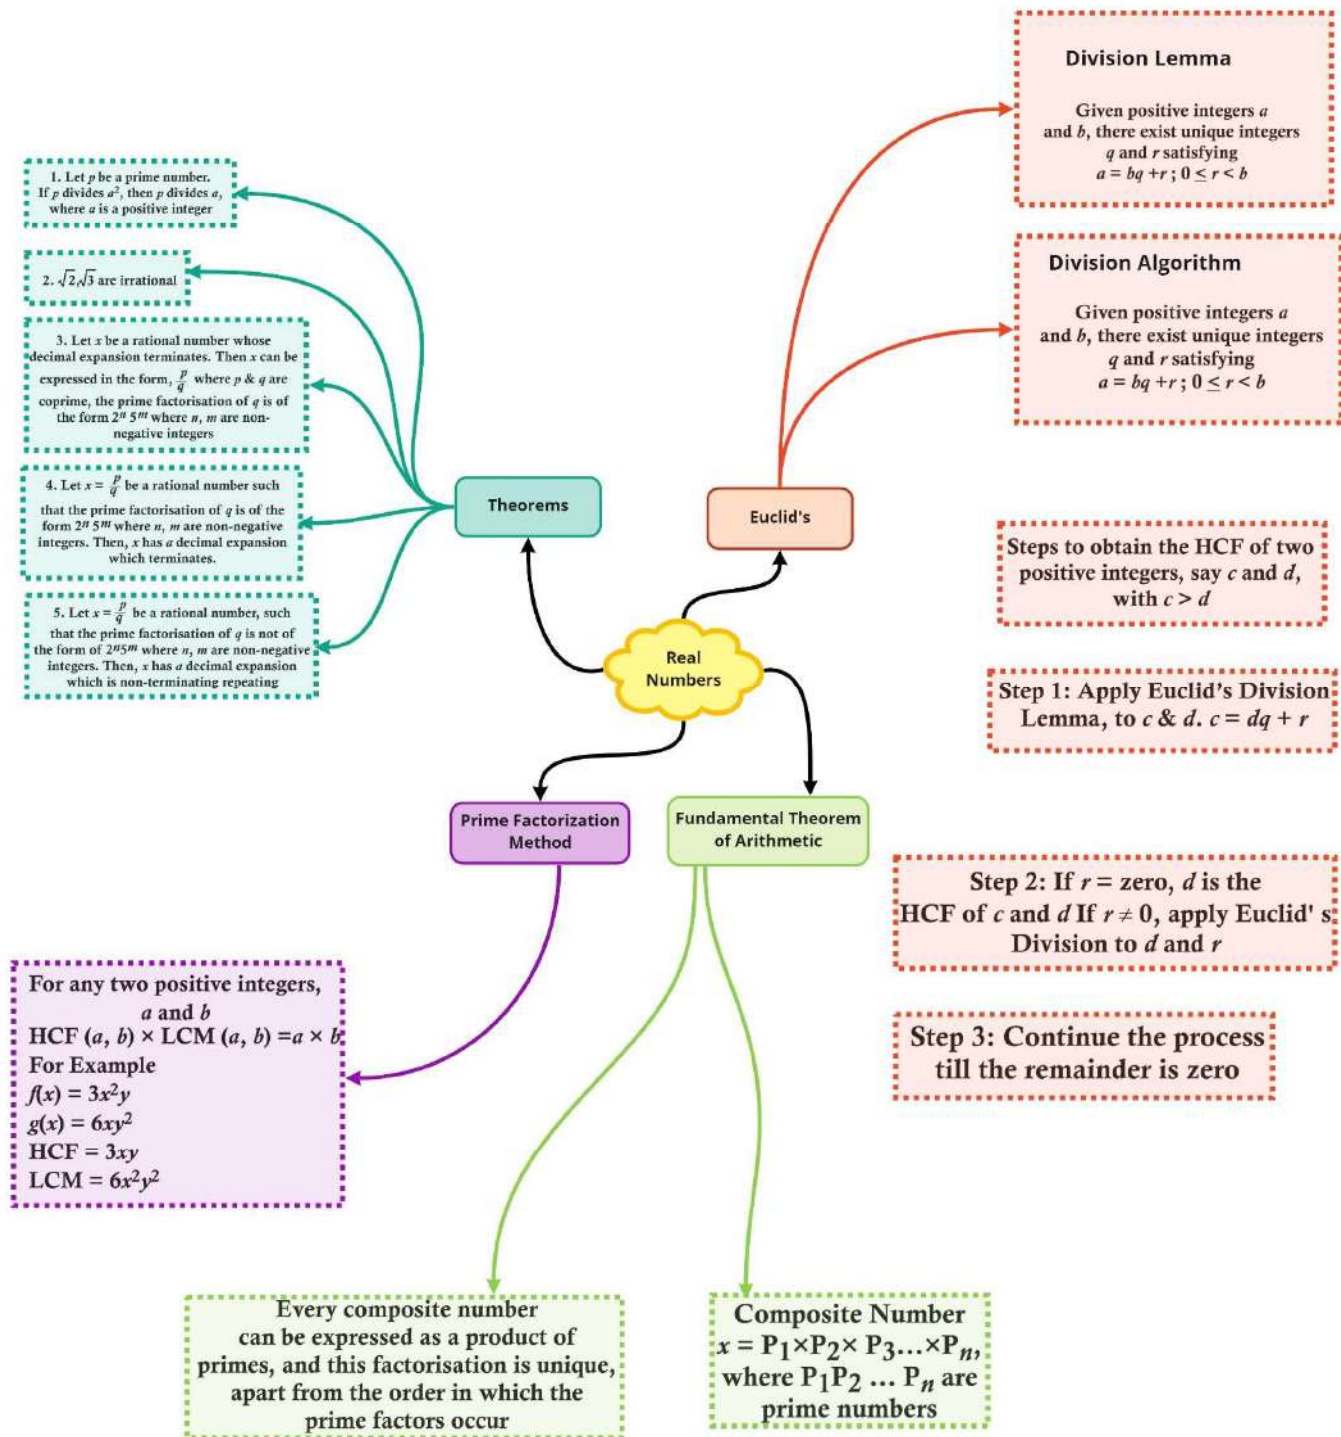 Division Lemma
Given positive integers a
and b, there exist unique integers
q and r satisfying
a = bq +r ; 0 ≤ r < b
Division Algorithm
Given positive integers a
and b, there exist unique integers
q and r satisfying
a = bq +r ; 0 ≤ r < b
1. Let p be a prime number.
If p divides a², then p divides a,
where a is a positive integer
2. √2,√3 are irrational
3. Let x be a rational number whose
decimal expansion terminates. Then x can be
expressed in the form, p/q where p & q are
coprime, the prime factorisation of q is of
the form 2ⁿ 5ᵐ where n, m are non-
negative integers
4. Let x = p/q be a rational number such
that the prime factorisation of q is of the
form 2ⁿ 5ᵐ where n, m are non-negative
integers. Then, x has a decimal expansion
which terminates.
5. Let x = p/q be a rational number, such
that the prime factorisation of q is not of
the form of 2ⁿ5ᵐ where n, m are non-negative
integers. Then, x has a decimal expansion
which is non-terminating repeating
Theorems
Euclid's
Steps to obtain the HCF of two
positive integers, say c and d,
with c > d
Real
Numbers
Step 1: Apply Euclid's Division
Lemma, to c & d. c = dq + r
Prime Factorization
Method
Fundamental Theorem
of Arithmetic
Step 2: If r = zero, d is the
HCF of c and d If r ≠ 0, apply Euclid' s
Division to d and r
Step 3: Continue the process
till the remainder is zero
For any two positive integers,
a and b
HCF (a, b) × LCM (a, b) =a × b
For Example
f(x) = 3x²y
g(x) = 6xy²
HCF = 3xy
LCM = 6x²y²
Every composite number
can be expressed as a product of
primes, and this factorisation is unique,
apart from the order in which the
prime factors occur
Composite Number
x = P₁×P₂× P₃...×Pₙ,
where P₁P₂ ... Pₙ are
prime numbers